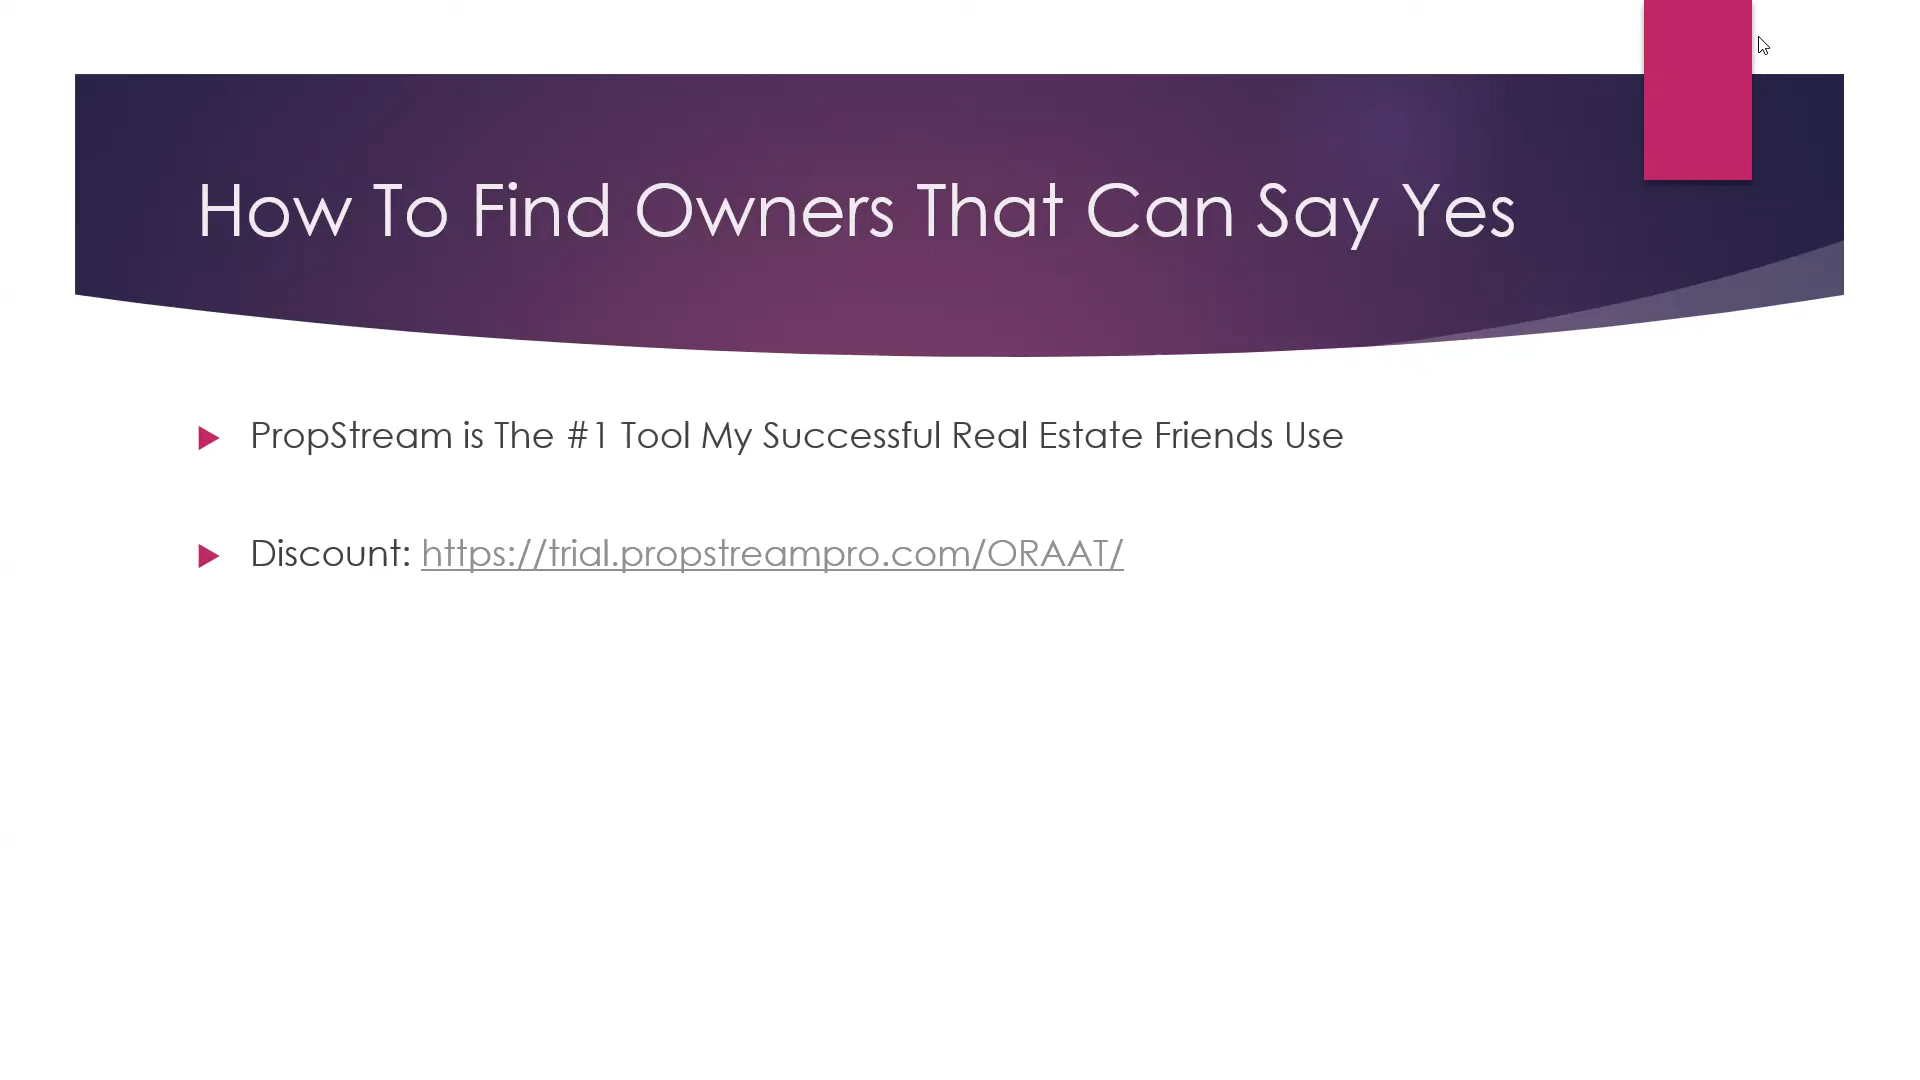 How To Find Owners That Can Say Yes
PropStream is The #1 Tool My Successful Real Estate Friends Use
Discount: https://trial.propstreampro.com/ORAAT/